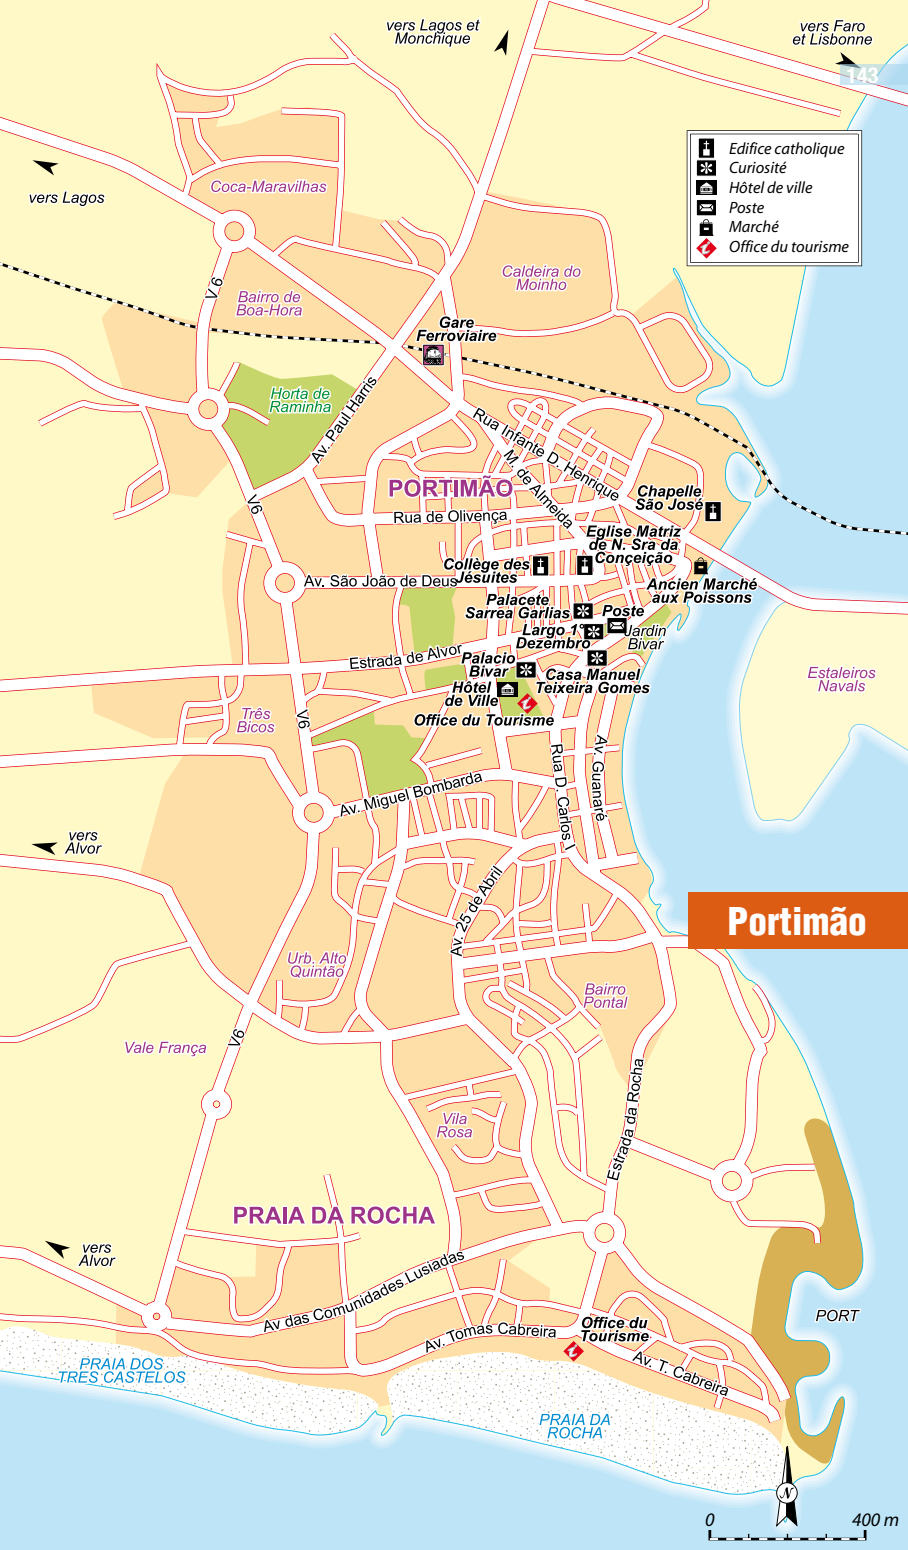 vers Lagos et
Monchique
vers Faro
et Lisbonne
143
Edifice catholique
Curiosité
Hôtel de ville
Poste
Marché
Office du tourisme
vers Lagos
Coca-Maravilhas
V 6
Bairro de
Boa-Hora
Caldeira do
Moinho
Gare
Ferroviaire
Horta de
Raminha
Av. Paul Harris
Rua Infante D. Henrique
M. de Almeida
PORTIMÃO
V6
Rua de Olivença
Chapelle
São José
Eglise Matriz
de N. Sra da
Conçeição
Collège des
Jésuites
Av. São João de Deus
Ancien Marché
aux Poissons
Palacete
Sarrea Garlias
Poste
Largo 1°
Dezembro
Jardin
Bivar
Estrada de Alvor
Palacio
Bivar
Casa Manuel
Teixeira Gomes
Hôtel
de Ville
Office du Tourisme
Estaleiros
Navals
Três
Bicos
V6
Rua D. Carlos I
Av. Guanaré
Av. Miguel Bombarda
vers
Alvor
Av. 25 de Abril
Portimão
Urb. Alto
Quintão
Bairro
Pontal
Vale França
V6
Estrada da Rocha
Vila
Rosa
PRAIA DA ROCHA
vers
Alvor
Av das Comunidades Lusiadas
Av. Tomas Cabreira
Office du
Tourisme
Av. T. Cabreira
PORT
PRAIA DOS
TRES CASTELOS
PRAIA DA
ROCHA
N
0 400 m